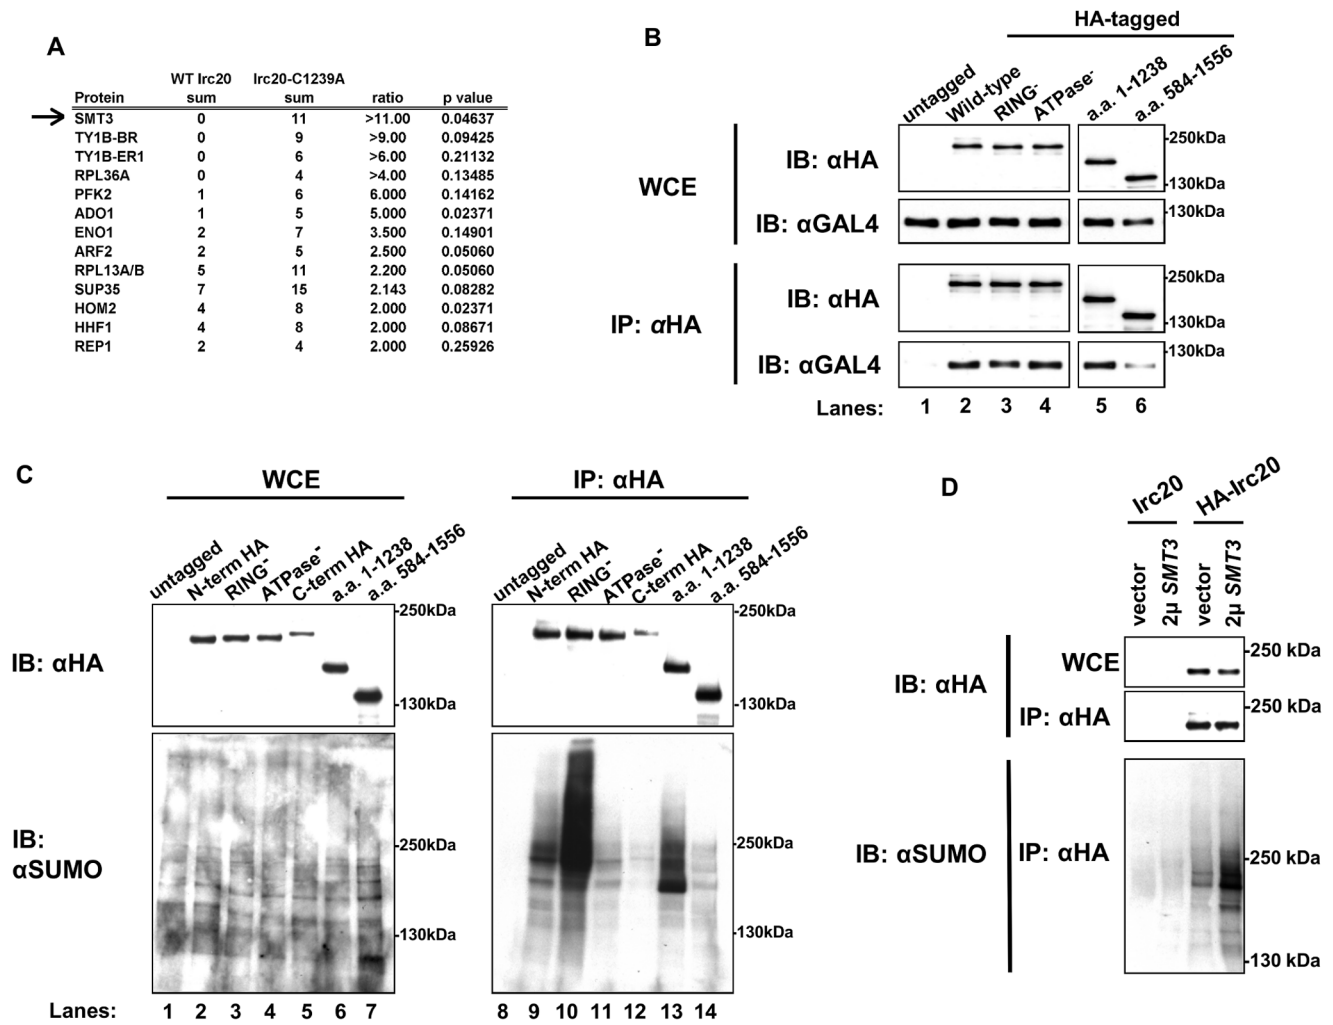 A
WT Irc20 Irc20-C1239A
Protein sum sum ratio p value
SMT3 0 11 >11.00 0.04637
TY1B-BR 0 9 >9.00 0.09425
TY1B-ER1 0 6 >6.00 0.21132
RPL36A 0 4 >4.00 0.13485
PFK2 1 6 6.000 0.14162
ADO1 1 5 5.000 0.02371
ENO1 2 7 3.500 0.14901
ARF2 2 5 2.500 0.05060
RPL13A/B 5 11 2.200 0.05060
SUP35 7 15 2.143 0.08282
HOM2 4 8 2.000 0.02371
HHF1 4 8 2.000 0.08671
REP1 2 4 2.000 0.25926
B
HA-tagged
untagged Wild-type RING- ATPase- a.a. 1-1238 a.a. 584-1556
WCE
IB: αHA
-250kDa
-130kDa
IB: αGAL4
-130kDa
IP: αHA
IB: αHA
-250kDa
-130kDa
IB: αGAL4
-130kDa
Lanes: 1 2 3 4 5 6
C
WCE
IP: αHA
untagged N-term HA RING- ATPase- C-term HA a.a. 1-1238 a.a. 584-1556
untagged N-term HA RING- ATPase- C-term HA a.a. 1-1238 a.a. 584-1556
IB: αHA
-250kDa
-130kDa
-250kDa
-130kDa
IB:
αSUMO
-250kDa
-130kDa
-250kDa
-130kDa
Lanes: 1 2 3 4 5 6 7 8 9 10 11 12 13 14
D
Irc20 HA-Irc20
vector 2μ SMT3 vector 2μ SMT3
IB: αHA
WCE
-250 kDa
IP: αHA
-250 kDa
IB: αSUMO
IP: αHA
-250 kDa
-130 kDa